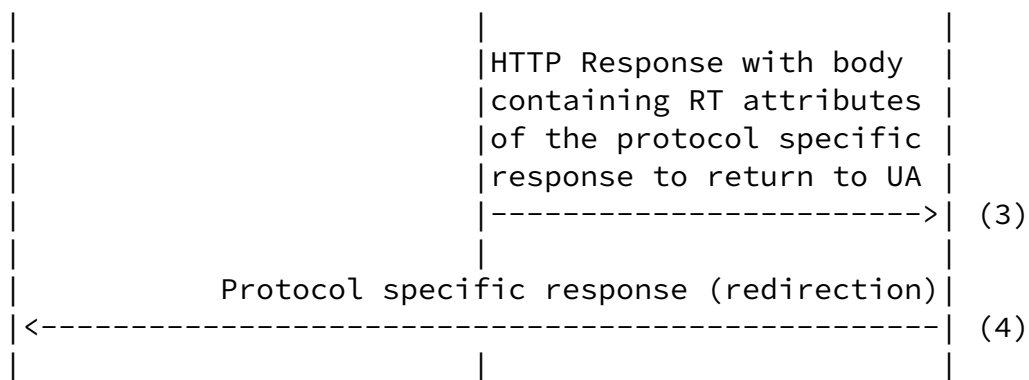 |                         |                         |
|                         |HTTP Response with body  |
|                         |containing RT attributes |
|                         |of the protocol specific |
|                         |response to return to UA |
|                         |------------------------>| (3)
|                         |                         |
|           Protocol specific response (redirection)|
|<--------------------------------------------------| (4)
|                         |                         |